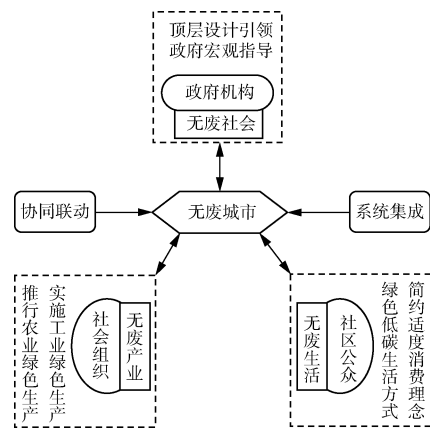 顶层设计引领
政府宏观指导
政府机构
无废社会
协同联动
无废城市
系统集成
推行农业绿色生产
实施工业绿色生产
社会组织
无废产业
无废生活
社区公众
绿色低碳生活方式
简约适度消费理念